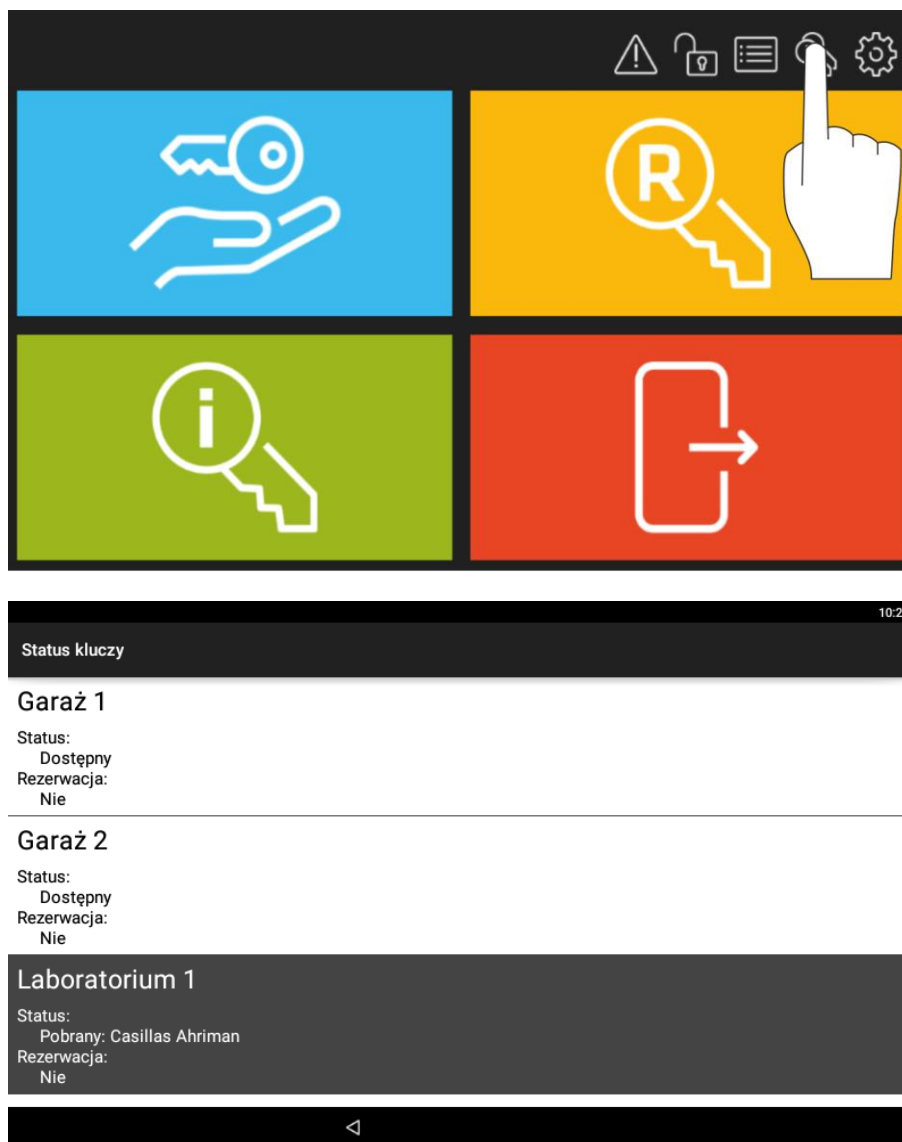 R
i
10:2
Status kluczy
Garaż 1
Status:
Dostępny
Rezerwacja:
Nie
Garaż 2
Status:
Dostępny
Rezerwacja:
Nie
Laboratorium 1
Status:
Pobrany: Casillas Ahriman
Rezerwacja:
Nie